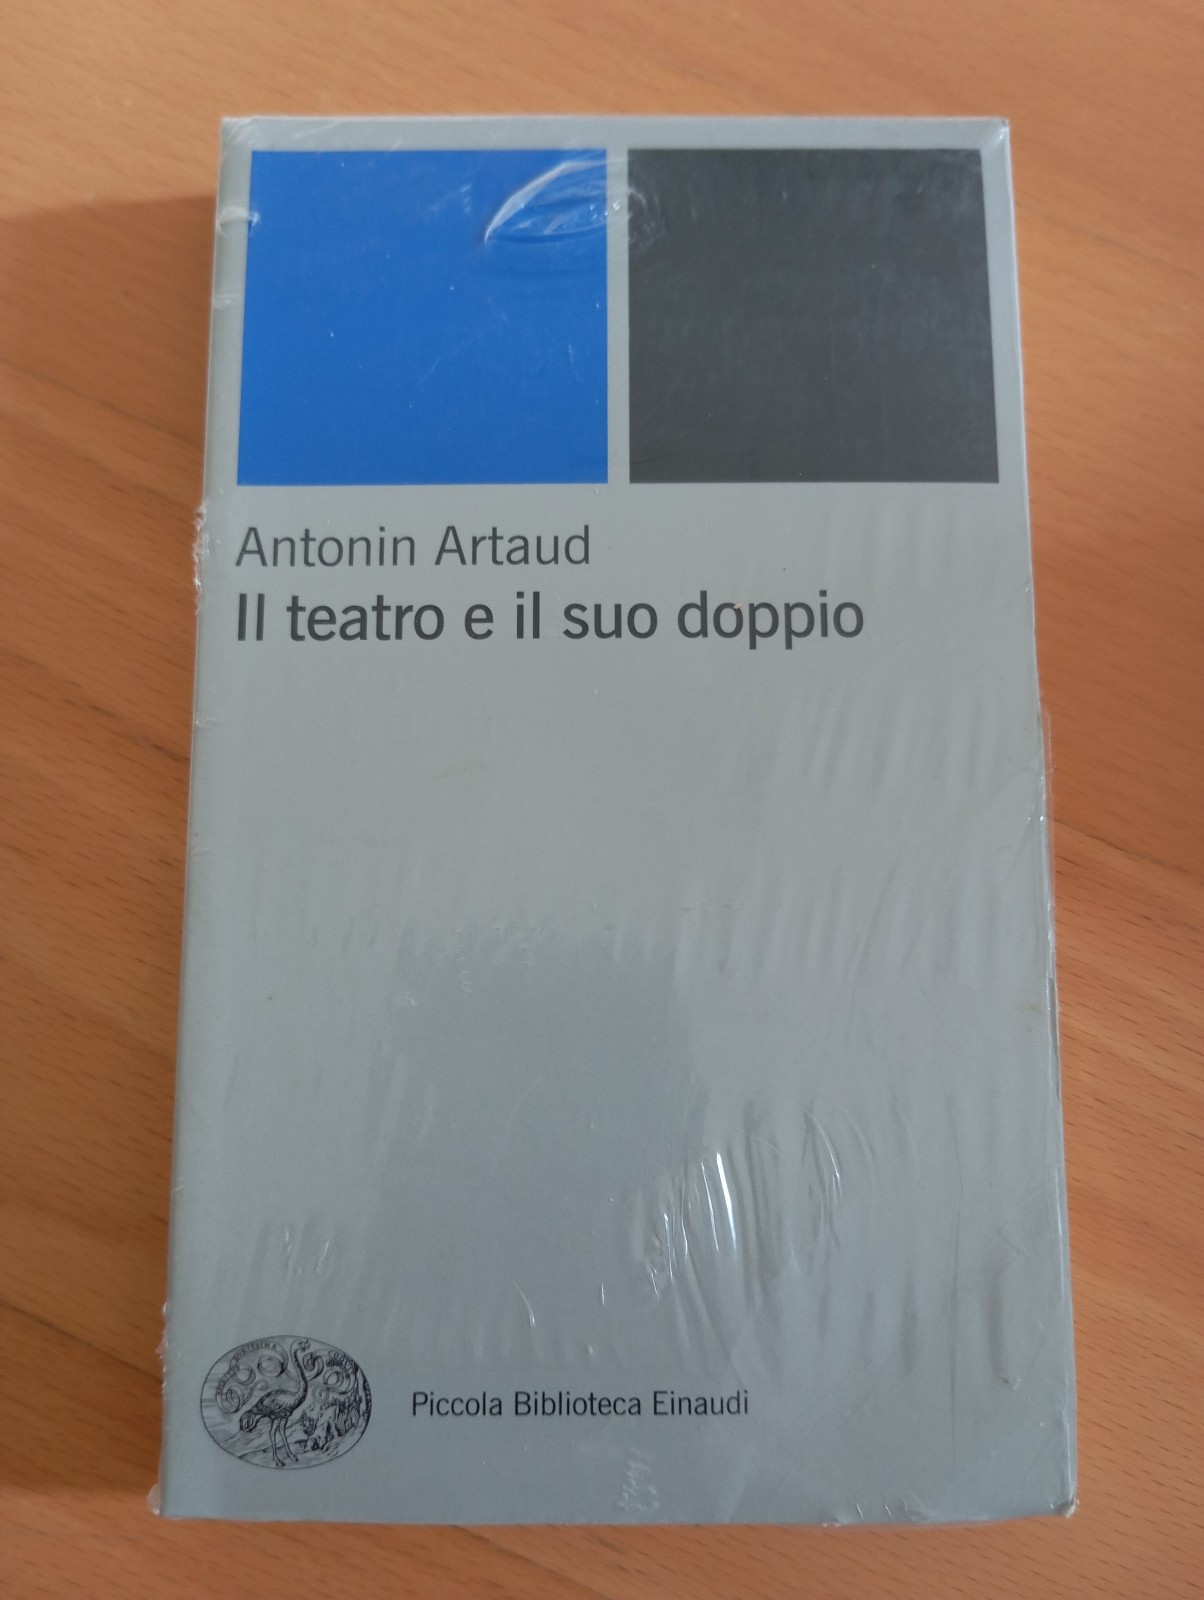 Antonin Artaud
Il teatro e il suo doppio
Piccola Biblioteca Einaudi